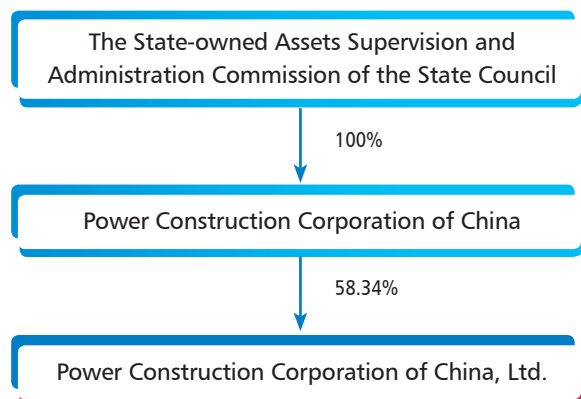 The State-owned Assets Supervision and
Administration Commission of the State Council
100%
Power Construction Corporation of China
58.34%
Power Construction Corporation of China, Ltd.